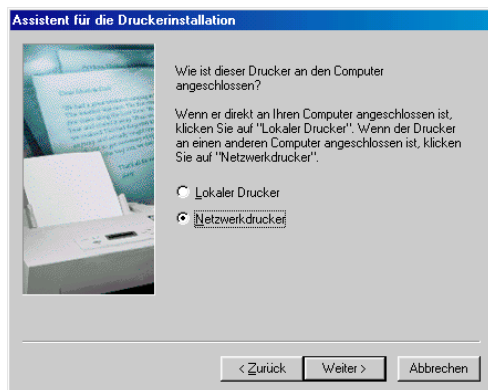 Assistent für die Druckerinstallation
Wie ist dieser Drucker an den Computer
angeschlossen?
Wenn er direkt an Ihren Computer angeschlossen ist,
klicken Sie auf "Lokaler Drucker". Wenn der Drucker
an einen anderen Computer angeschlossen ist, klicken
Sie auf "Netzwerkdrucker".
Lokaler Drucker
Netzwerkdrucker
< Zurück
Weiter >
Abbrechen